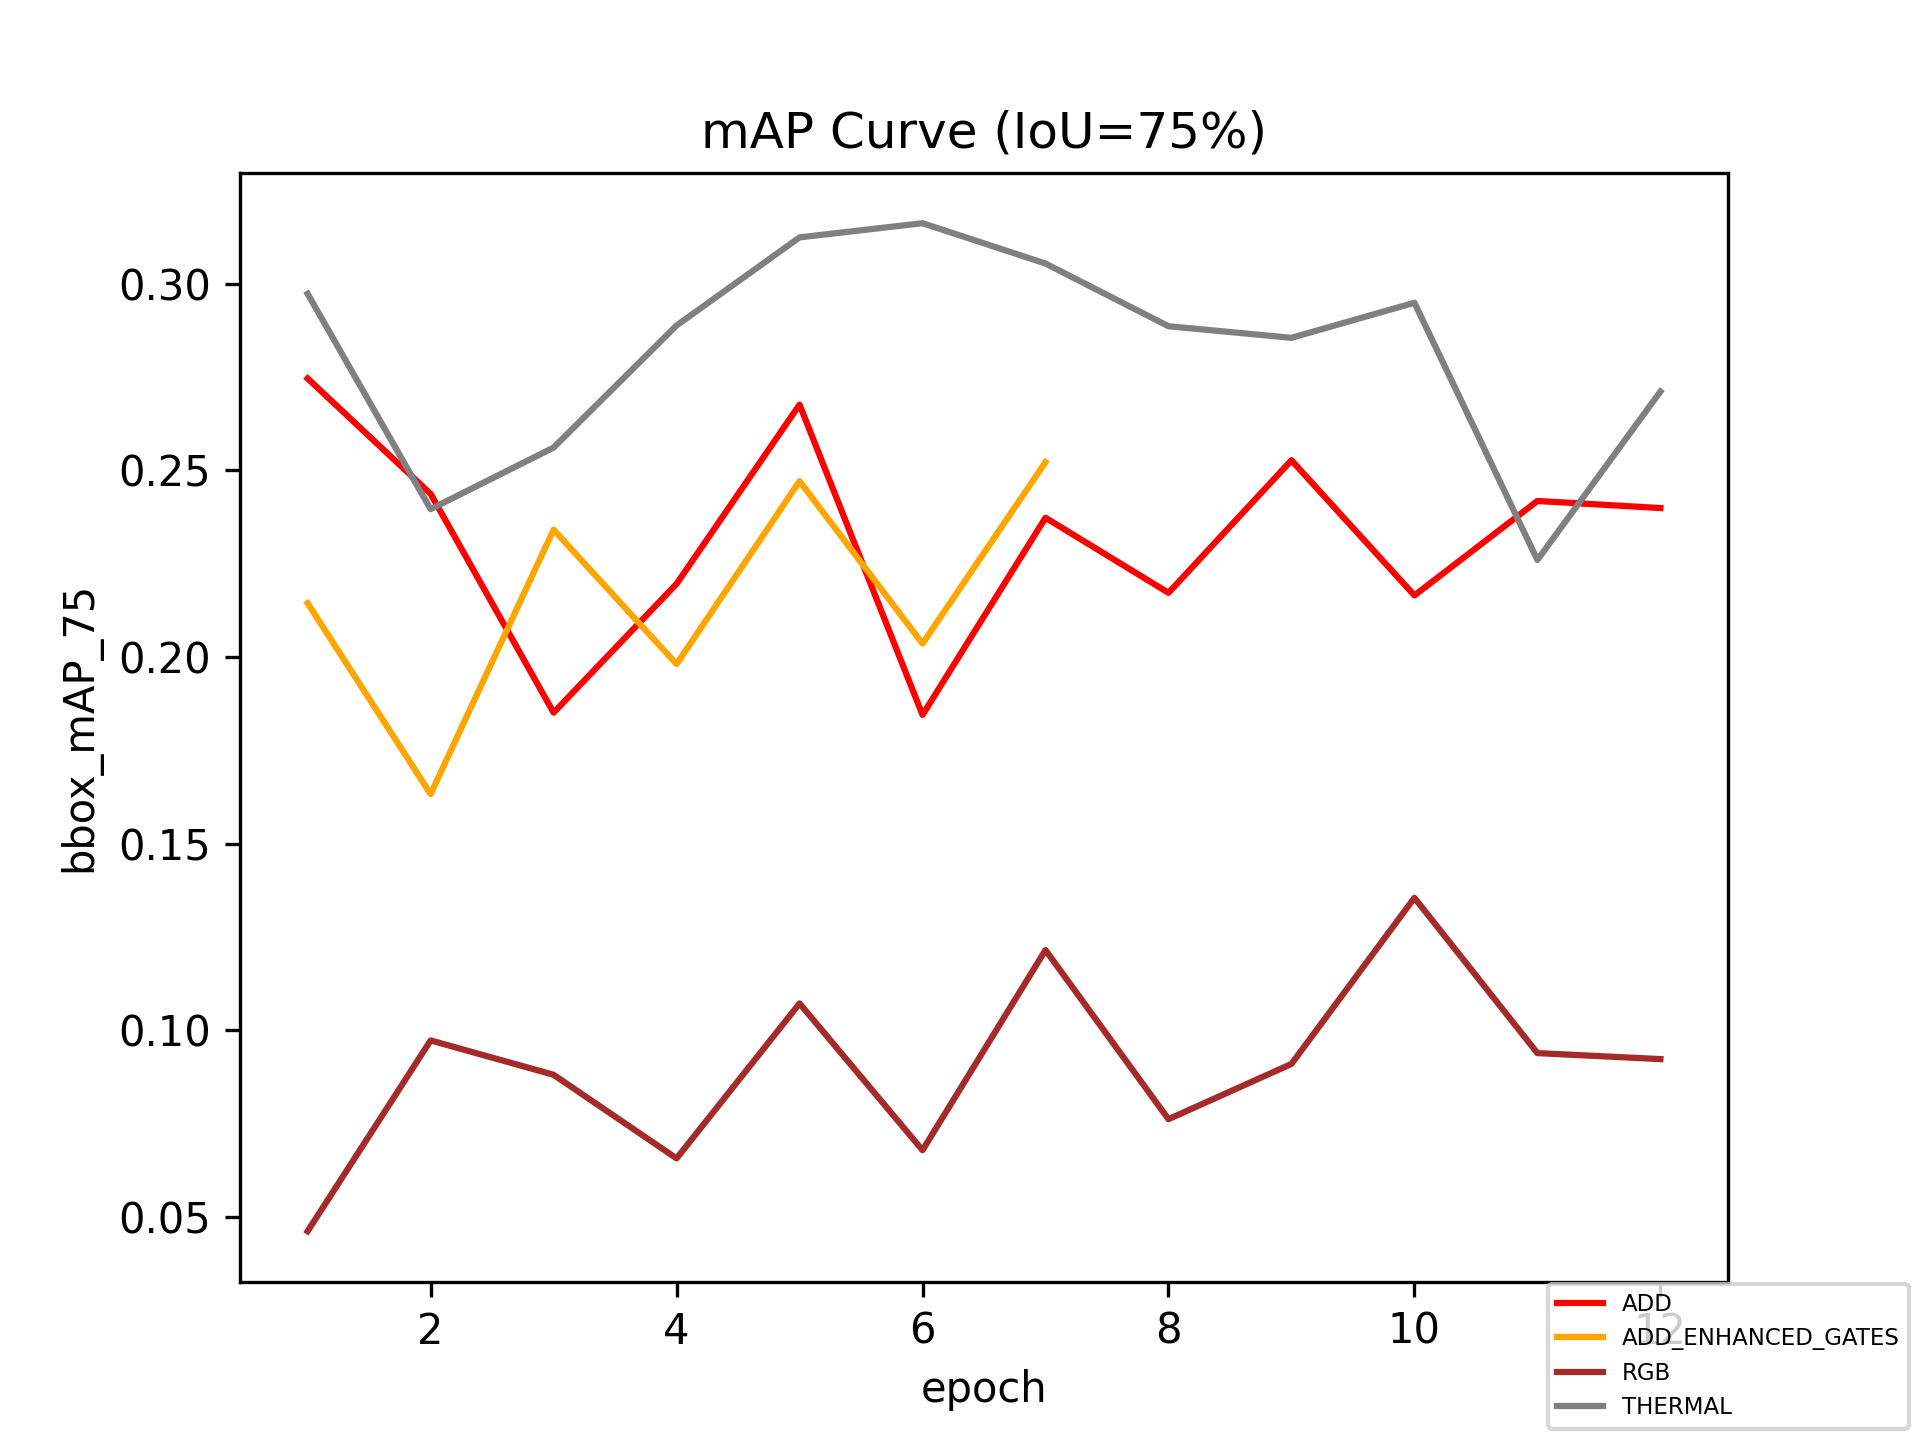 mAP Curve (IoU=75%)
bbox_mAP_75
0.30
0.25
0.20
0.15
0.10
0.05
2 4 6 8 10 12
epoch
ADD
ADD_ENHANCED_GATES
RGB
THERMAL